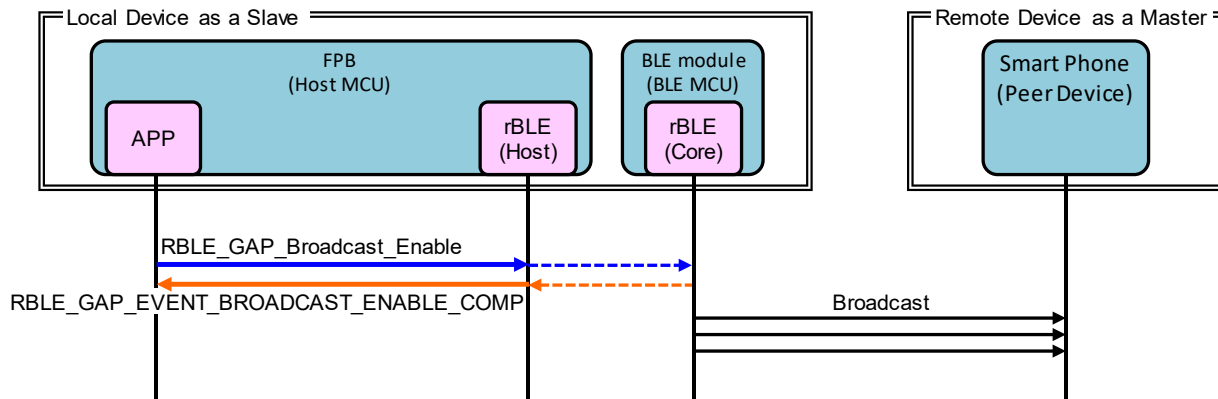 Local Device as a Slave
Remote Device as a Master
FPB
(Host MCU)
BLE module
(BLE MCU)
Smart Phone
(Peer Device)
APP
rBLE
(Host)
rBLE
(Core)
RBLE_GAP_Broadcast_Enable
RBLE_GAP_EVENT_BROADCAST_ENABLE_COMP
Broadcast